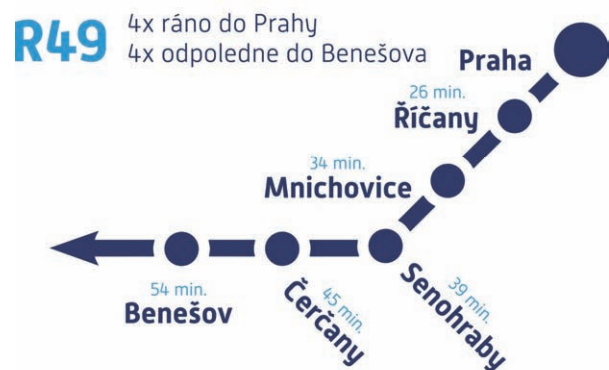 R49
4x ráno do Prahy
4x odpoledne do Benešova
Praha
26 min.
Říčany
34 min.
Mnichovice
39 min.
Senohraby
45 min.
Čerčany
54 min.
Benešov